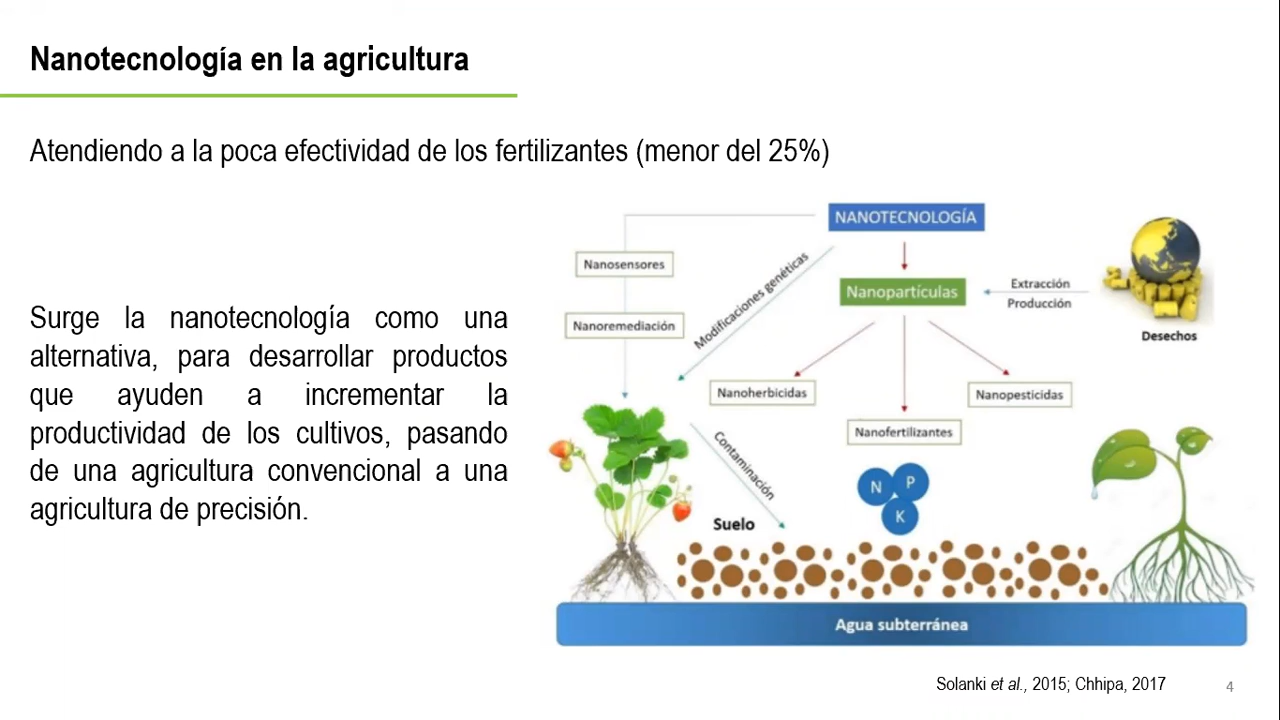 Nanotecnología en la agricultura
Atendiendo a la poca efectividad de los fertilizantes (menor del 25%)
Surge la nanotecnología como una
alternativa, para desarrollar productos
que ayuden a incrementar la
productividad de los cultivos, pasando
de una agricultura convencional a una
agricultura de precisión.
NANOTECNOLOGÍA
Nanosensores
Nanoremediación
Modificaciones genéticas
Nanopartículas
Extracción
Producción
Desechos
Nanoherbicidas
Nanofertilizantes
Nanopesticidas
Contaminación
N
P
K
Suelo
Agua subterránea
Solanki et al., 2015; Chhipa, 2017
4